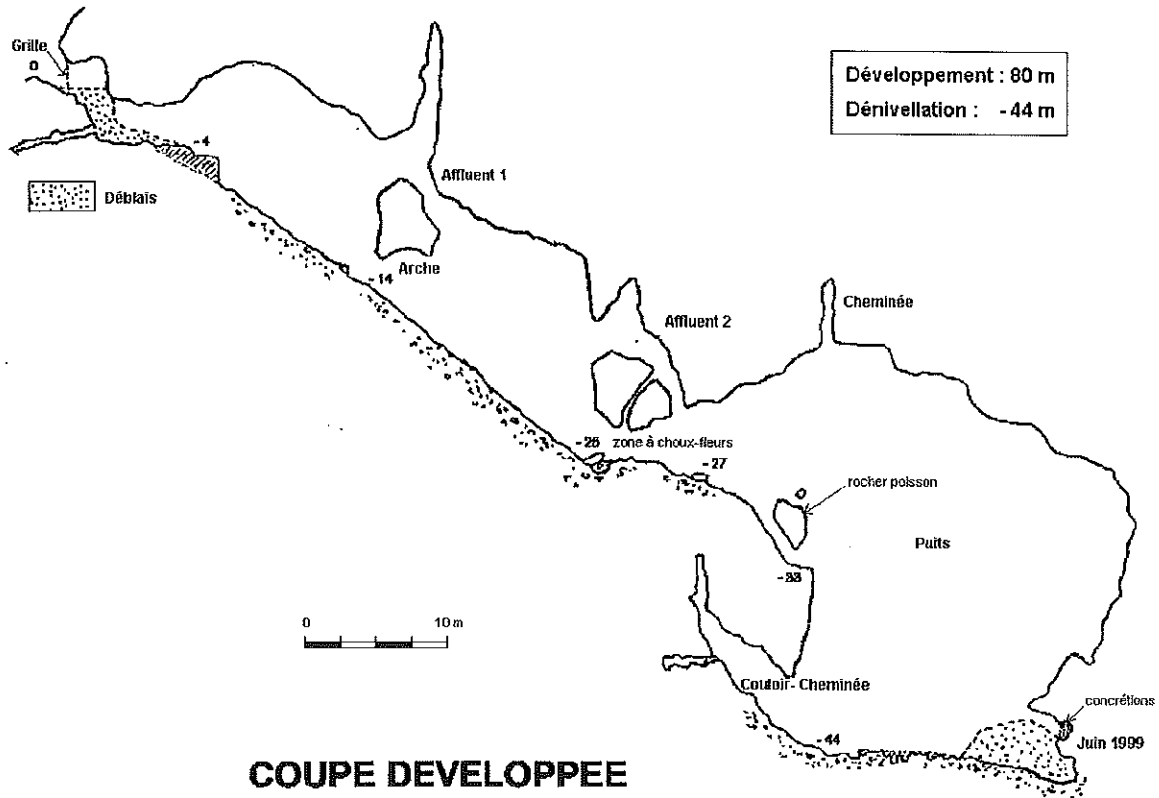 Grille
0
Développement : 80 m
Dénivellation : - 44 m
-4
Affluent 1
Déblais
Arche
-14
Cheminée
Affluent 2
-25
zone à choux-fleurs
-27
rocher poisson
Puits
-33
0 10 m
Couloir-Cheminée
concrétions
-44
Juin 1999
COUPE DEVELOPPEE